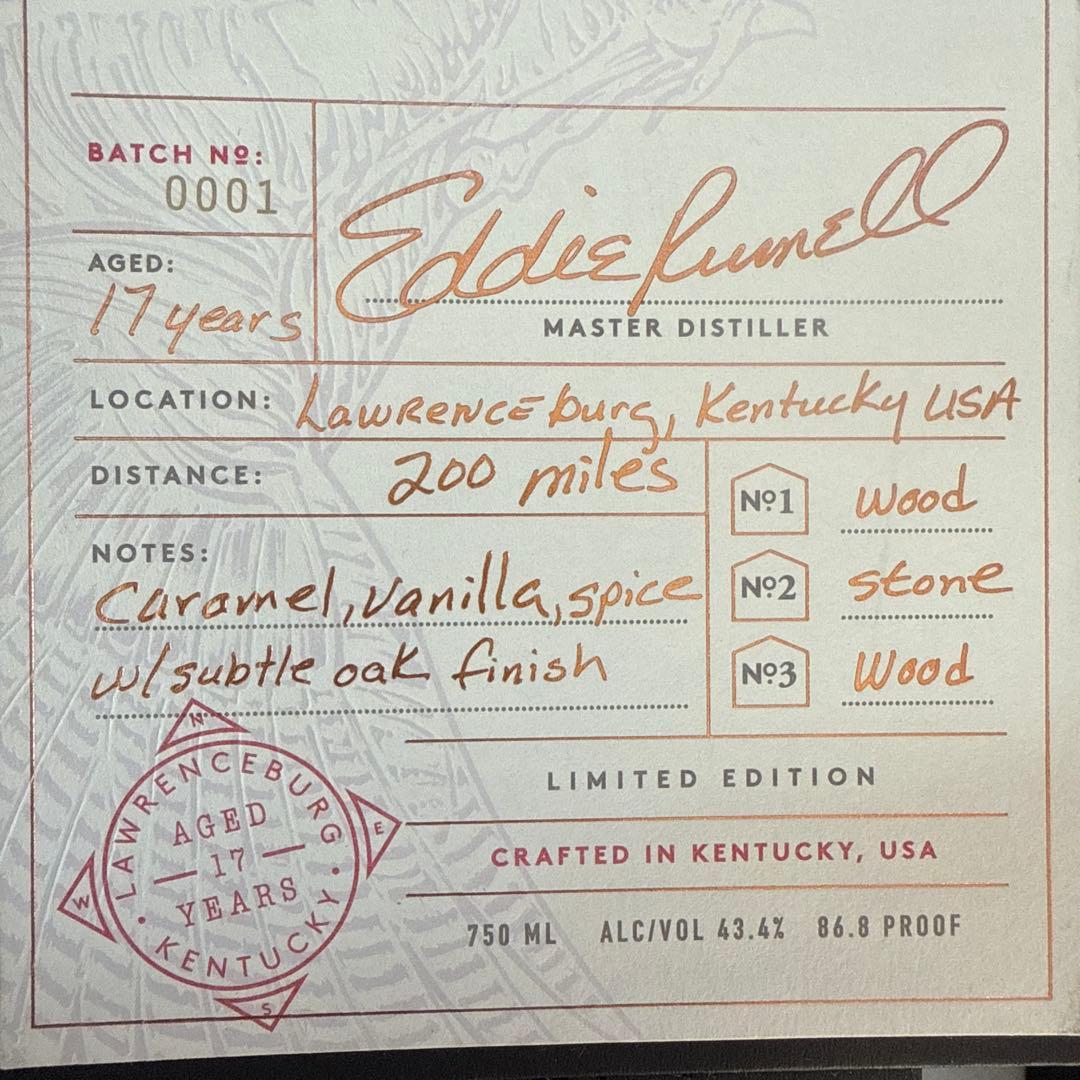 BATCH Nº:
0001
Eddie Russell
MASTER DISTILLER
AGED:
17 years
LOCATION: Lawrenceburg, Kentucky USA
DISTANCE: 200 miles
Nº1 wood
Nº2 stone
Nº3 Wood
NOTES:
Caramel, vanilla, spice
w/subtle oak finish
LIMITED EDITION
CRAFTED IN KENTUCKY, USA
750 ML ALC/VOL 43.4% 86.8 PROOF
N
E
S
W
LAWRENCEBURG
AGED
17
YEARS
KENTUCKY